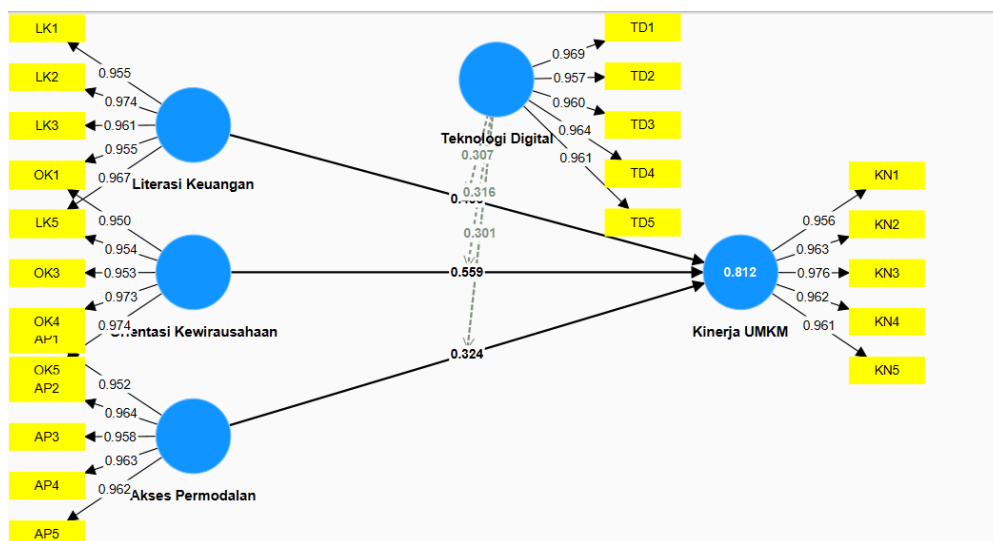 LK1
LK2
LK3
OK1
LK5
OK3
OK4
AP1
OK5
AP2
AP3
AP4
AP5
0.955
0.974
0.961
0.955
0.967
Literasi Keuangan
0.950
0.954
0.953
0.973
0.974
Orientasi Kewirausahaan
0.952
0.964
0.958
0.963
0.962
Akses Permodalan
Teknologi Digital
0.969
0.957
0.960
0.964
0.961
TD1
TD2
TD3
TD4
TD5
0.307
0.316
0.301
0.559
0.324
0.812
Kinerja UMKM
0.956
0.963
0.976
0.962
0.961
KN1
KN2
KN3
KN4
KN5